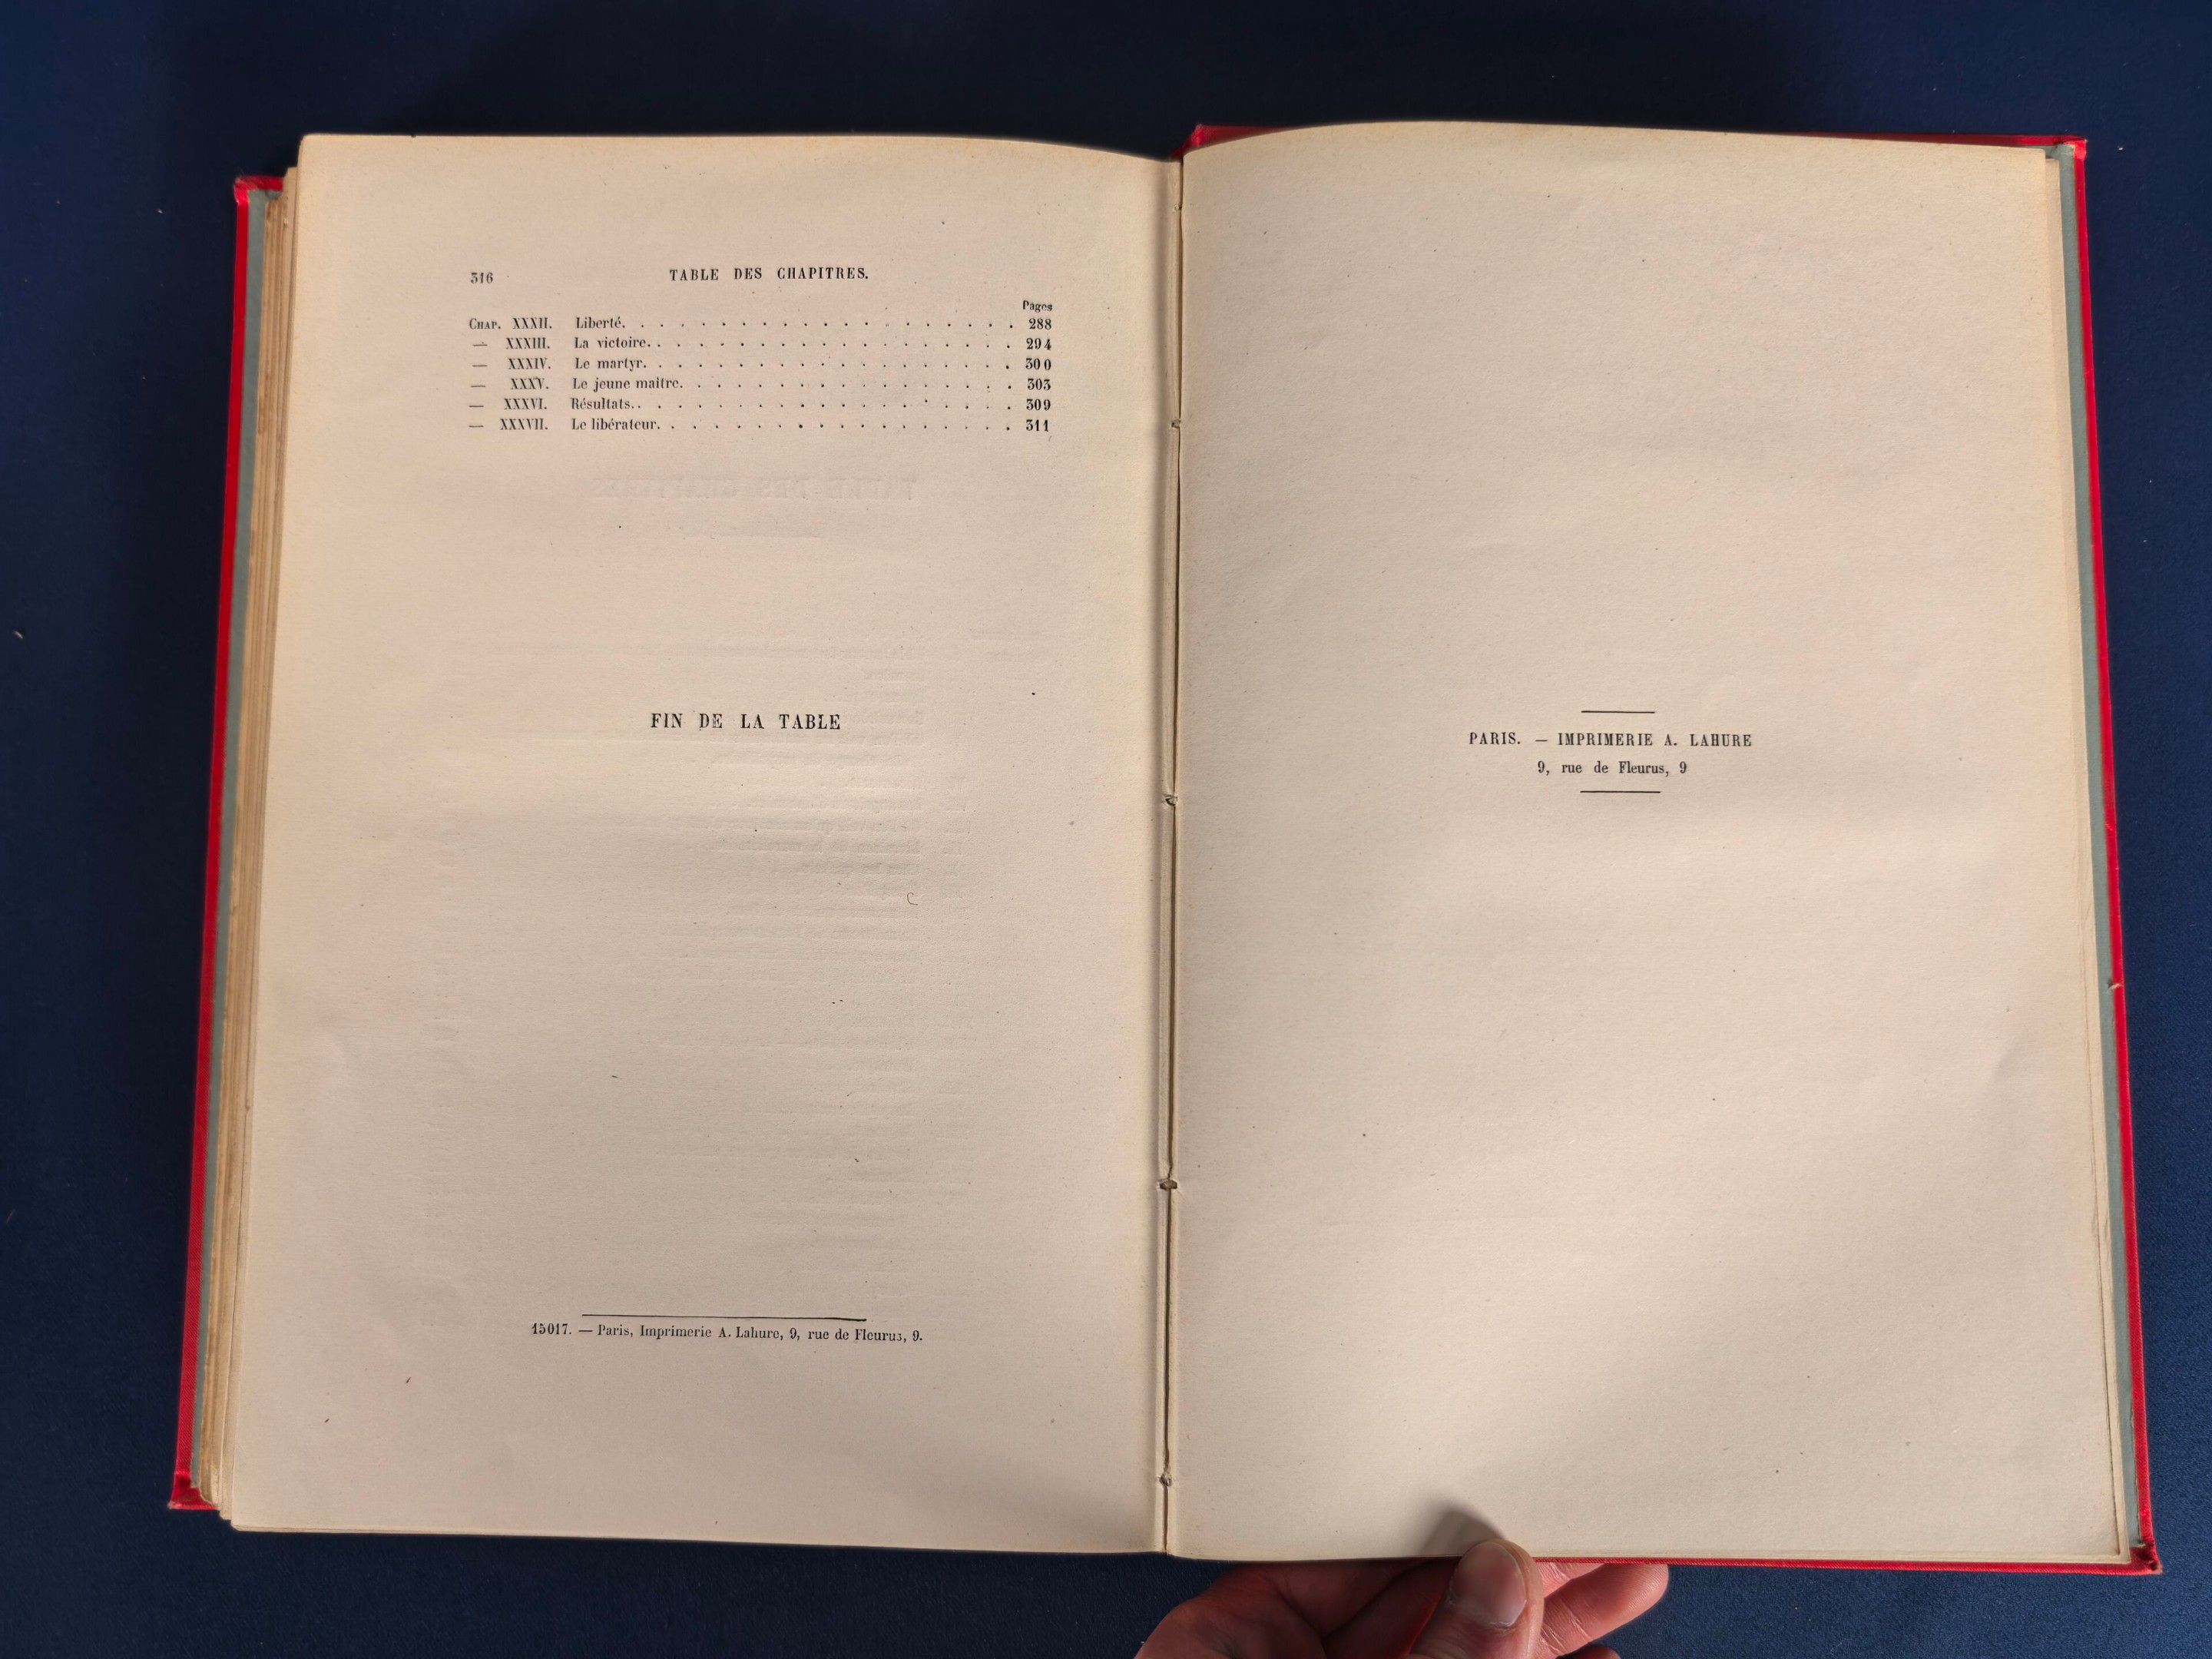 316 TABLE DES CHAPITRES.
Pages
CHAP. XXXII. Liberté. . . . . . . . . . . . . . . . . . . 288
— XXXIII. La victoire. . . . . . . . . . . . . . . . . . 294
— XXXIV. Le martyr. . . . . . . . . . . . . . . . . . 300
— XXXV. Le jeune maître. . . . . . . . . . . . . . . . 303
— XXXVI. Résultats. . . . . . . . . . . . . . . . . . . 309
— XXXVII. Le libérateur. . . . . . . . . . . . . . . . . 311
FIN DE LA TABLE
15017. — Paris, Imprimerie A. Lahure, 9, rue de Fleurus, 9.
PARIS. — IMPRIMERIE A. LAHURE
9, rue de Fleurus, 9